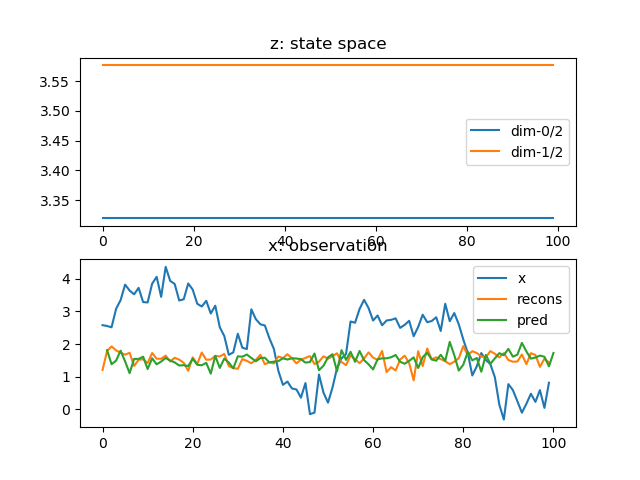 z: state space
3.55
3.50
3.45
3.40
3.35
dim-0/2
dim-1/2
0 20 40 60 80 100
x: observation
4
3
2
1
0
x
recons
pred
0 20 40 60 80 100